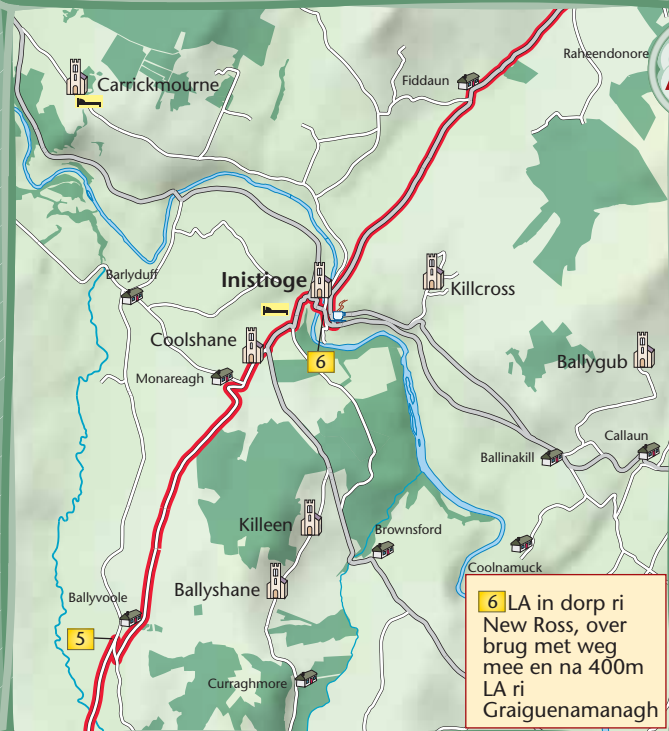 Raheendonore
Fiddaun
Carrickmourne
Barlyduff
Inistioge
Killcross
Coolshane
6
Monareagh
Ballygub
Callaun
Ballinakill
Killeen
Brownsford
Coolnamuck
Ballyshane
Ballyvoole
5
Curraghmore
6 LA in dorp ri
New Ross, over
brug met weg
mee en na 400m
LA ri
Graiguenamanagh